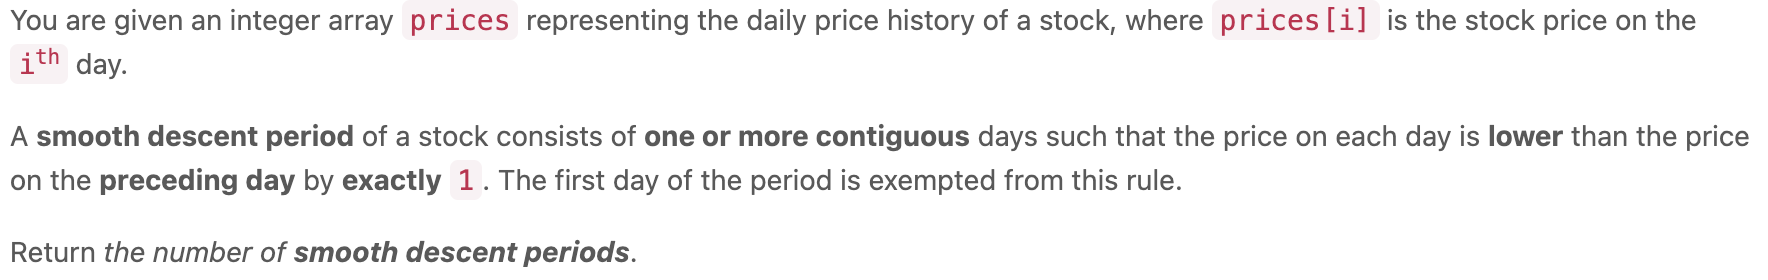 You are given an integer array prices representing the daily price history of a stock, where prices[i] is the stock price on the
ith day.
A smooth descent period of a stock consists of one or more contiguous days such that the price on each day is lower than the price
on the preceding day by exactly 1. The first day of the period is exempted from this rule.
Return the number of smooth descent periods.